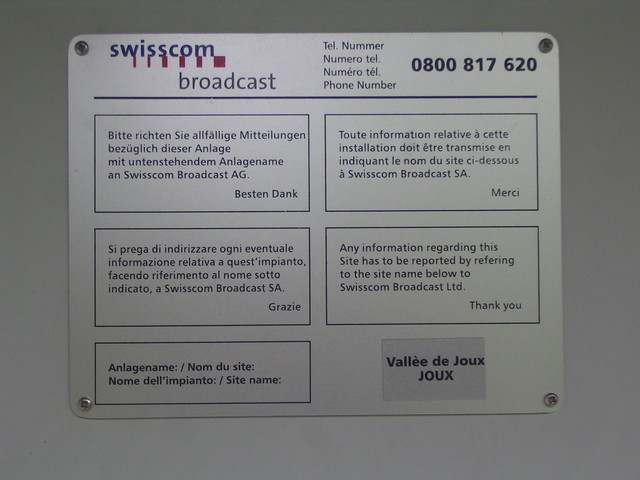 swisscom
broadcast
Tel. Nummer
Numero tel.
Numéro tél.
Phone Number
0800 817 620
Bitte richten Sie allfällige Mitteilungen
bezüglich dieser Anlage
mit untenstehendem Anlagename
an Swisscom Broadcast AG.
Besten Dank
Toute information relative à cette
installation doit être transmise en
indiquant le nom du site ci-dessous
à Swisscom Broadcast SA.
Merci
Si prega di indirizzare ogni eventuale
informazione relativa a quest'impianto,
facendo riferimento al nome sotto
indicato, a Swisscom Broadcast SA.
Grazie
Any information regarding this
Site has to be reported by refering
to the site name below to
Swisscom Broadcast Ltd.
Thank you
Anlagename: / Nom du site:
Nome dell'impianto: / Site name:
Vallèe de Joux
JOUX